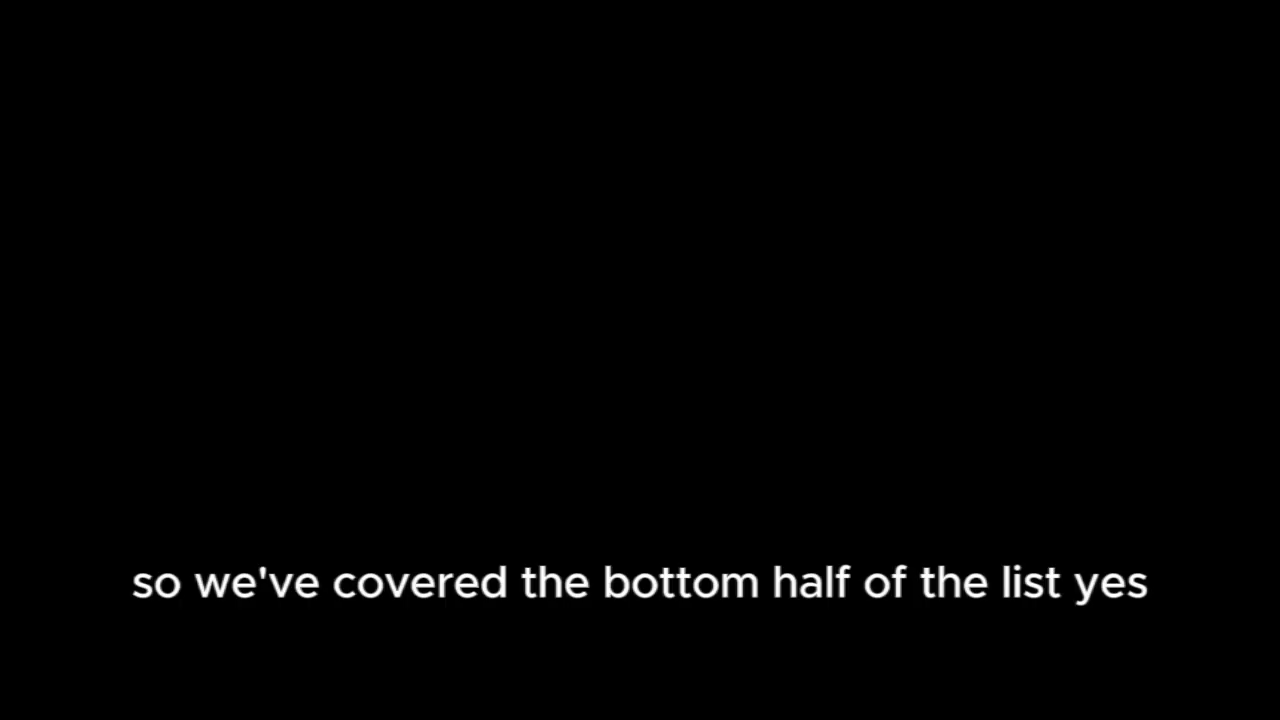 so we've covered the bottom half of the list yes